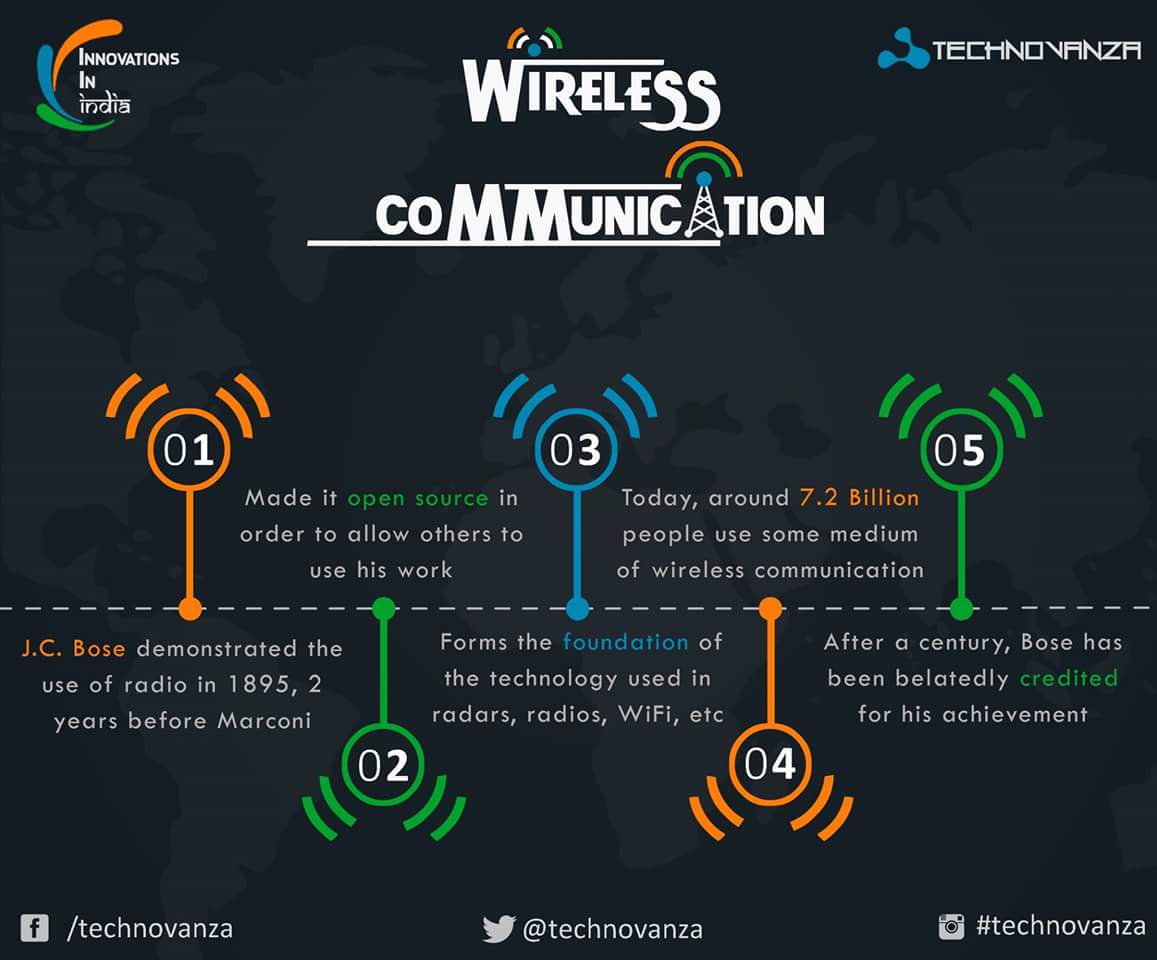 INNOVATIONS
IN
india
WIRELESS
COMMUNICATION
TECHNOVANZA
01
J.C. Bose demonstrated the
use of radio in 1895, 2
years before Marconi
02
Made it open source in
order to allow others to
use his work
03
Forms the foundation of
the technology used in
radars, radios, WiFi, etc
04
Today, around 7.2 Billion
people use some medium
of wireless communication
05
After a century, Bose has
been belatedly credited
for his achievement
/technovanza
@technovanza
#technovanza